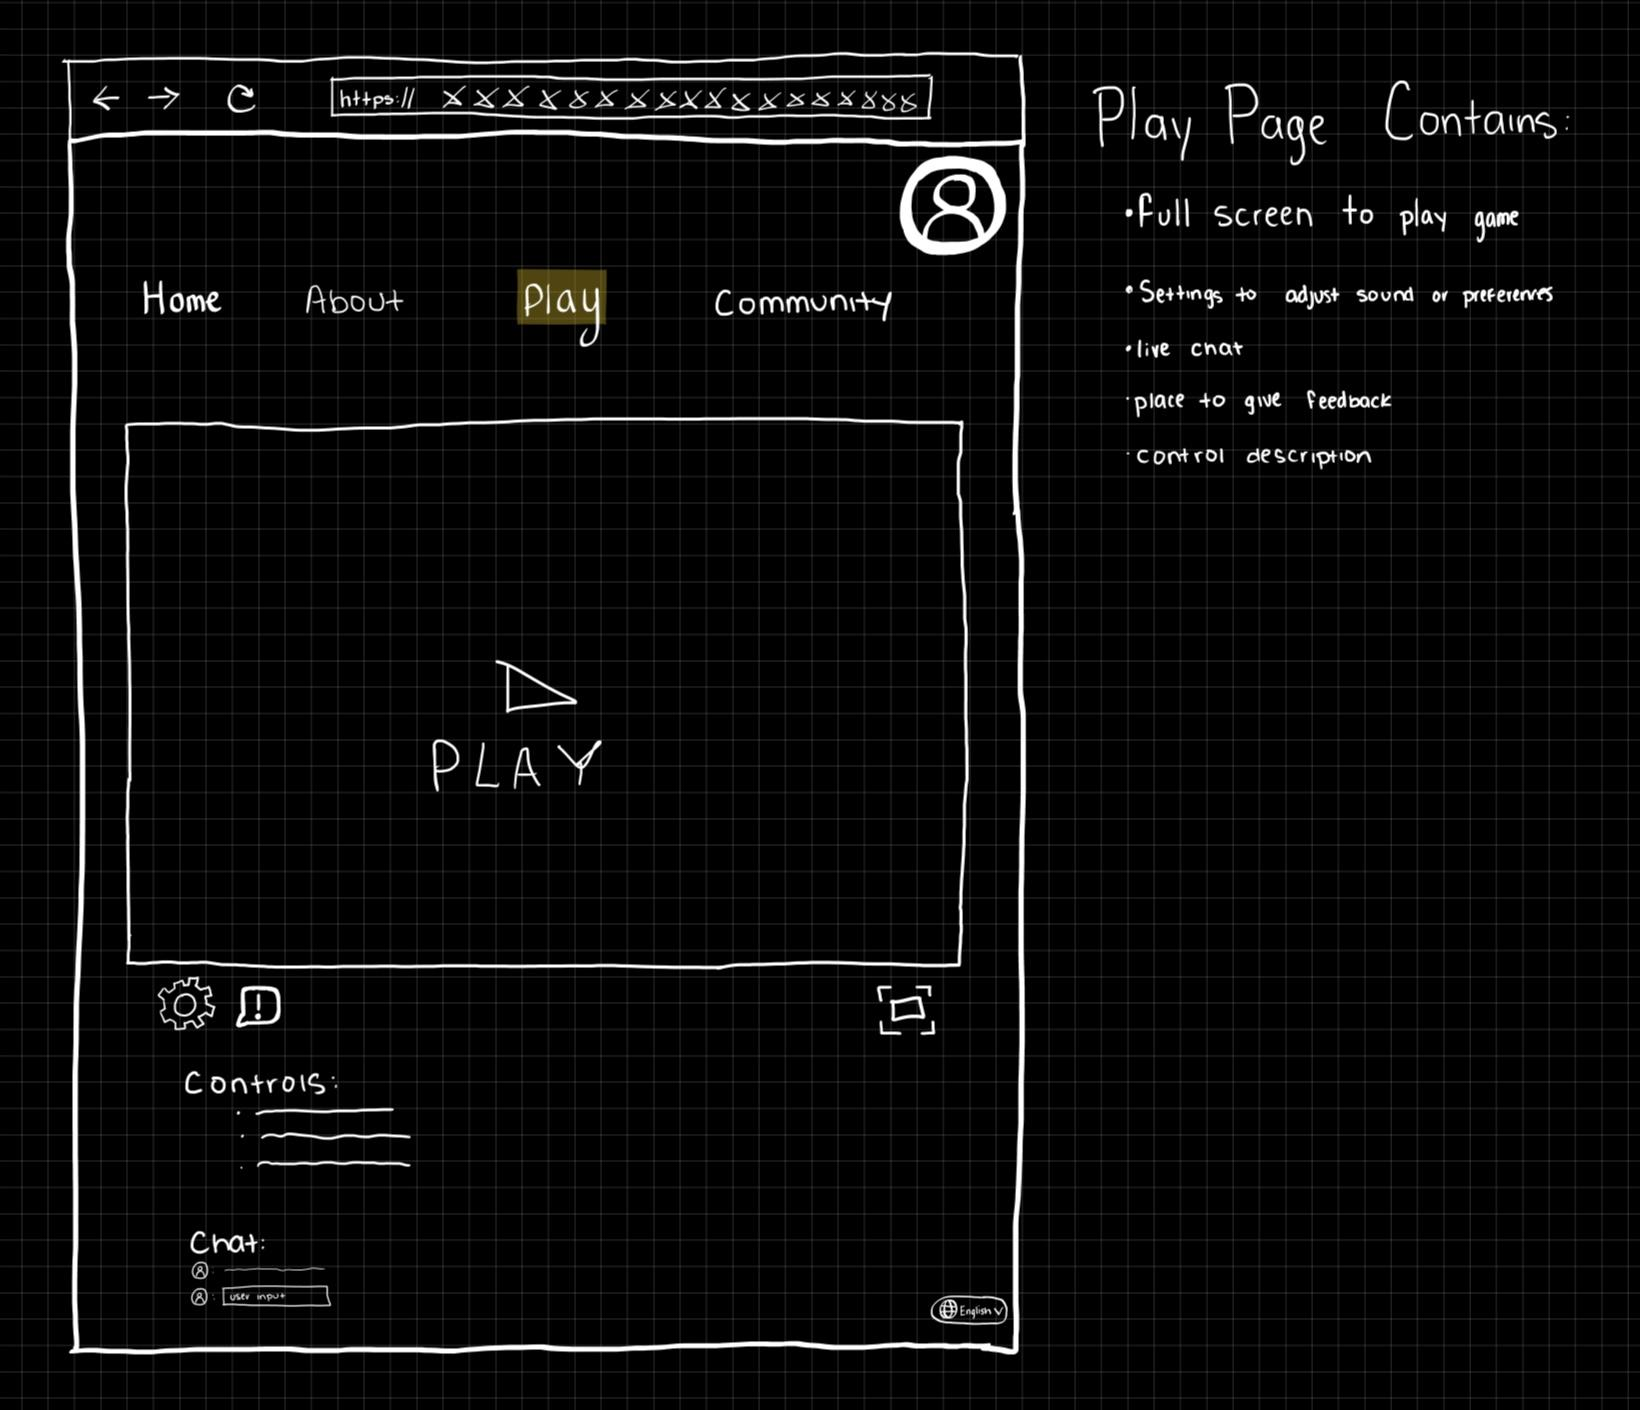 https:// xxxxxxxxxxxxxxxxxx
Home About Play Community
PLAY
Controls:
Chat:
user input
English
Play Page Contains:
• Full screen to play game
• Settings to adjust sound or preferences
• live chat
• place to give feedback
• control description